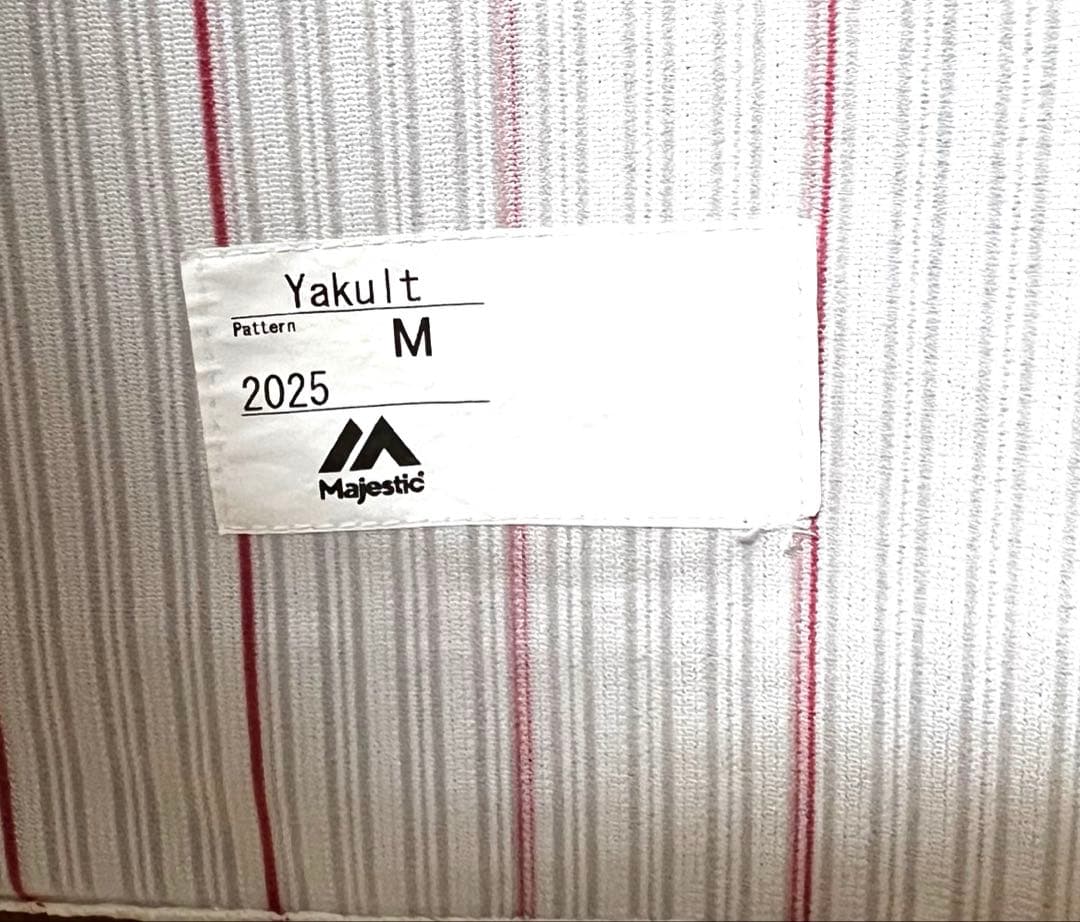 Yakult
Pattern
M
2025
Majestic